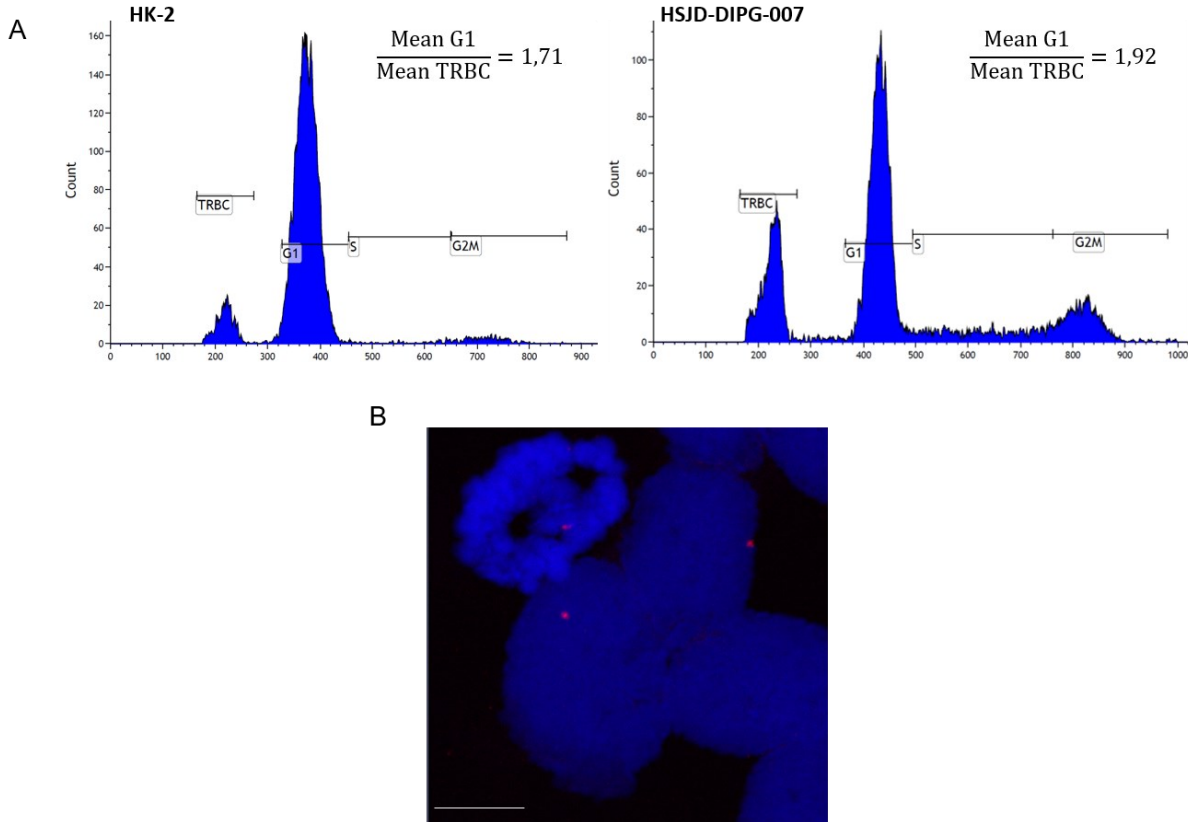 A
HK-2
Mean G1
Mean TRBC
= 1,71
Count
160
140
120
100
80
60
40
20
0
TRBC
G1
S
G2M
0 100 200 300 400 500 600 700 800 900
HSJD-DIPG-007
Mean G1
Mean TRBC
= 1,92
Count
100
80
60
40
20
0
TRBC
G1
S
G2M
0 100 200 300 400 500 600 700 800 900 1000
B